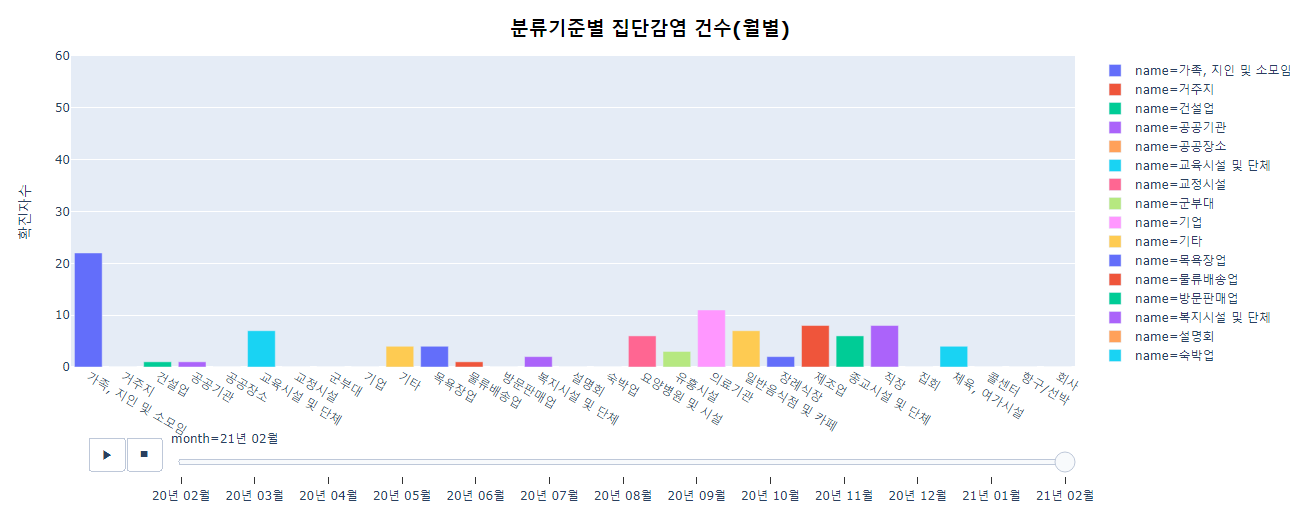 분류기준별 집단감염 건수(월별)
확진자수
60
50
40
30
20
10
0
가족, 지인 및 소모임
거주지
건설업
공공기관
공공장소
교육시설 및 단체
교정시설
군부대
기업
기타
목욕장업
물류배송업
방문판매업
복지시설 및 단체
설명회
숙박업
요양병원 및 시설
유흥시설
의료기관
일반음식점 및 카페
장례식장
제조업
종교시설 및 단체
직장
집회
체육, 여가시설
콜센터
항구/선박
회사
name=가족, 지인 및 소모임
name=거주지
name=건설업
name=공공기관
name=공공장소
name=교육시설 및 단체
name=교정시설
name=군부대
name=기업
name=기타
name=목욕장업
name=물류배송업
name=방문판매업
name=복지시설 및 단체
name=설명회
name=숙박업
month=21년 02월
20년 02월
20년 03월
20년 04월
20년 05월
20년 06월
20년 07월
20년 08월
20년 09월
20년 10월
20년 11월
20년 12월
21년 01월
21년 02월